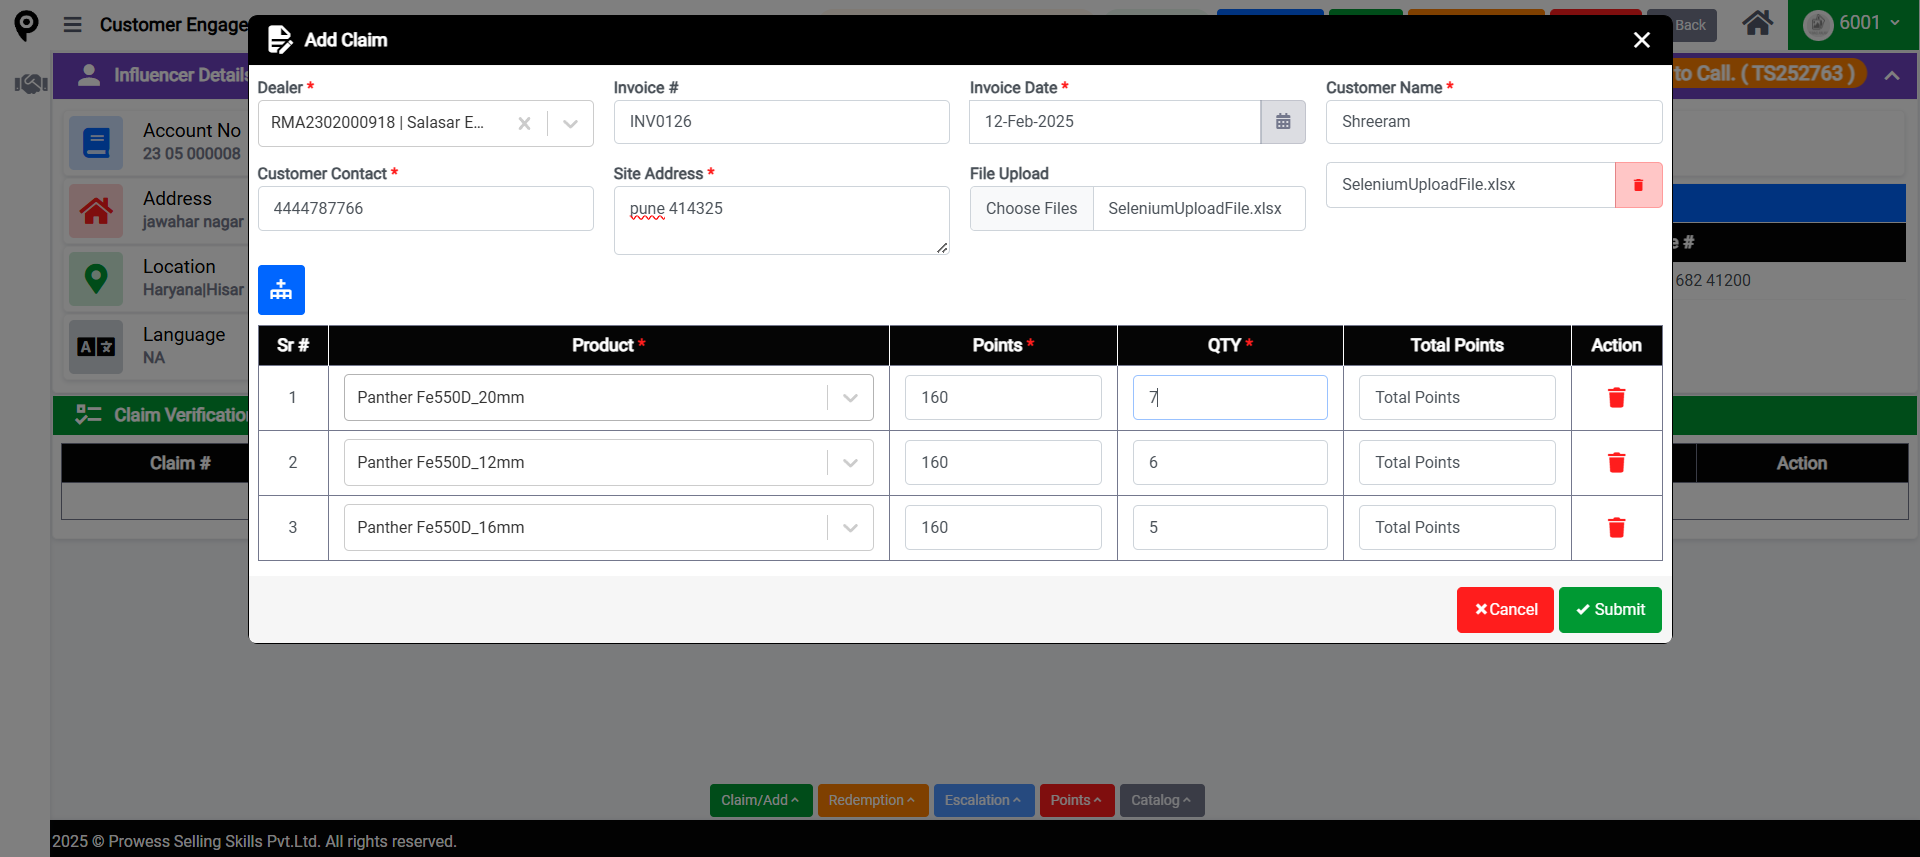 Customer Engage
Back
6001
Add Claim
Influencer Details
to Call. ( TS252763 )
Dealer *
Invoice #
Invoice Date *
Customer Name *
RMA2302000918 | Salasar E...
INV0126
12-Feb-2025
Shreeram
Account No
23 05 000008
Customer Contact *
Site Address *
File Upload
4444787766
pune 414325
Choose Files
SeleniumUploadFile.xlsx
SeleniumUploadFile.xlsx
Address
jawahar nagar
e #
Location
Haryana|Hisar
682 41200
Language
NA
Sr #
Product *
Points *
QTY *
Total Points
Action
1
Panther Fe550D_20mm
160
7
Total Points
2
Panther Fe550D_12mm
160
6
Total Points
3
Panther Fe550D_16mm
160
5
Total Points
Claim Verification
Claim #
Action
Cancel
Submit
Claim/Add
Redemption
Escalation
Points
Catalog
2025 © Prowess Selling Skills Pvt.Ltd. All rights reserved.